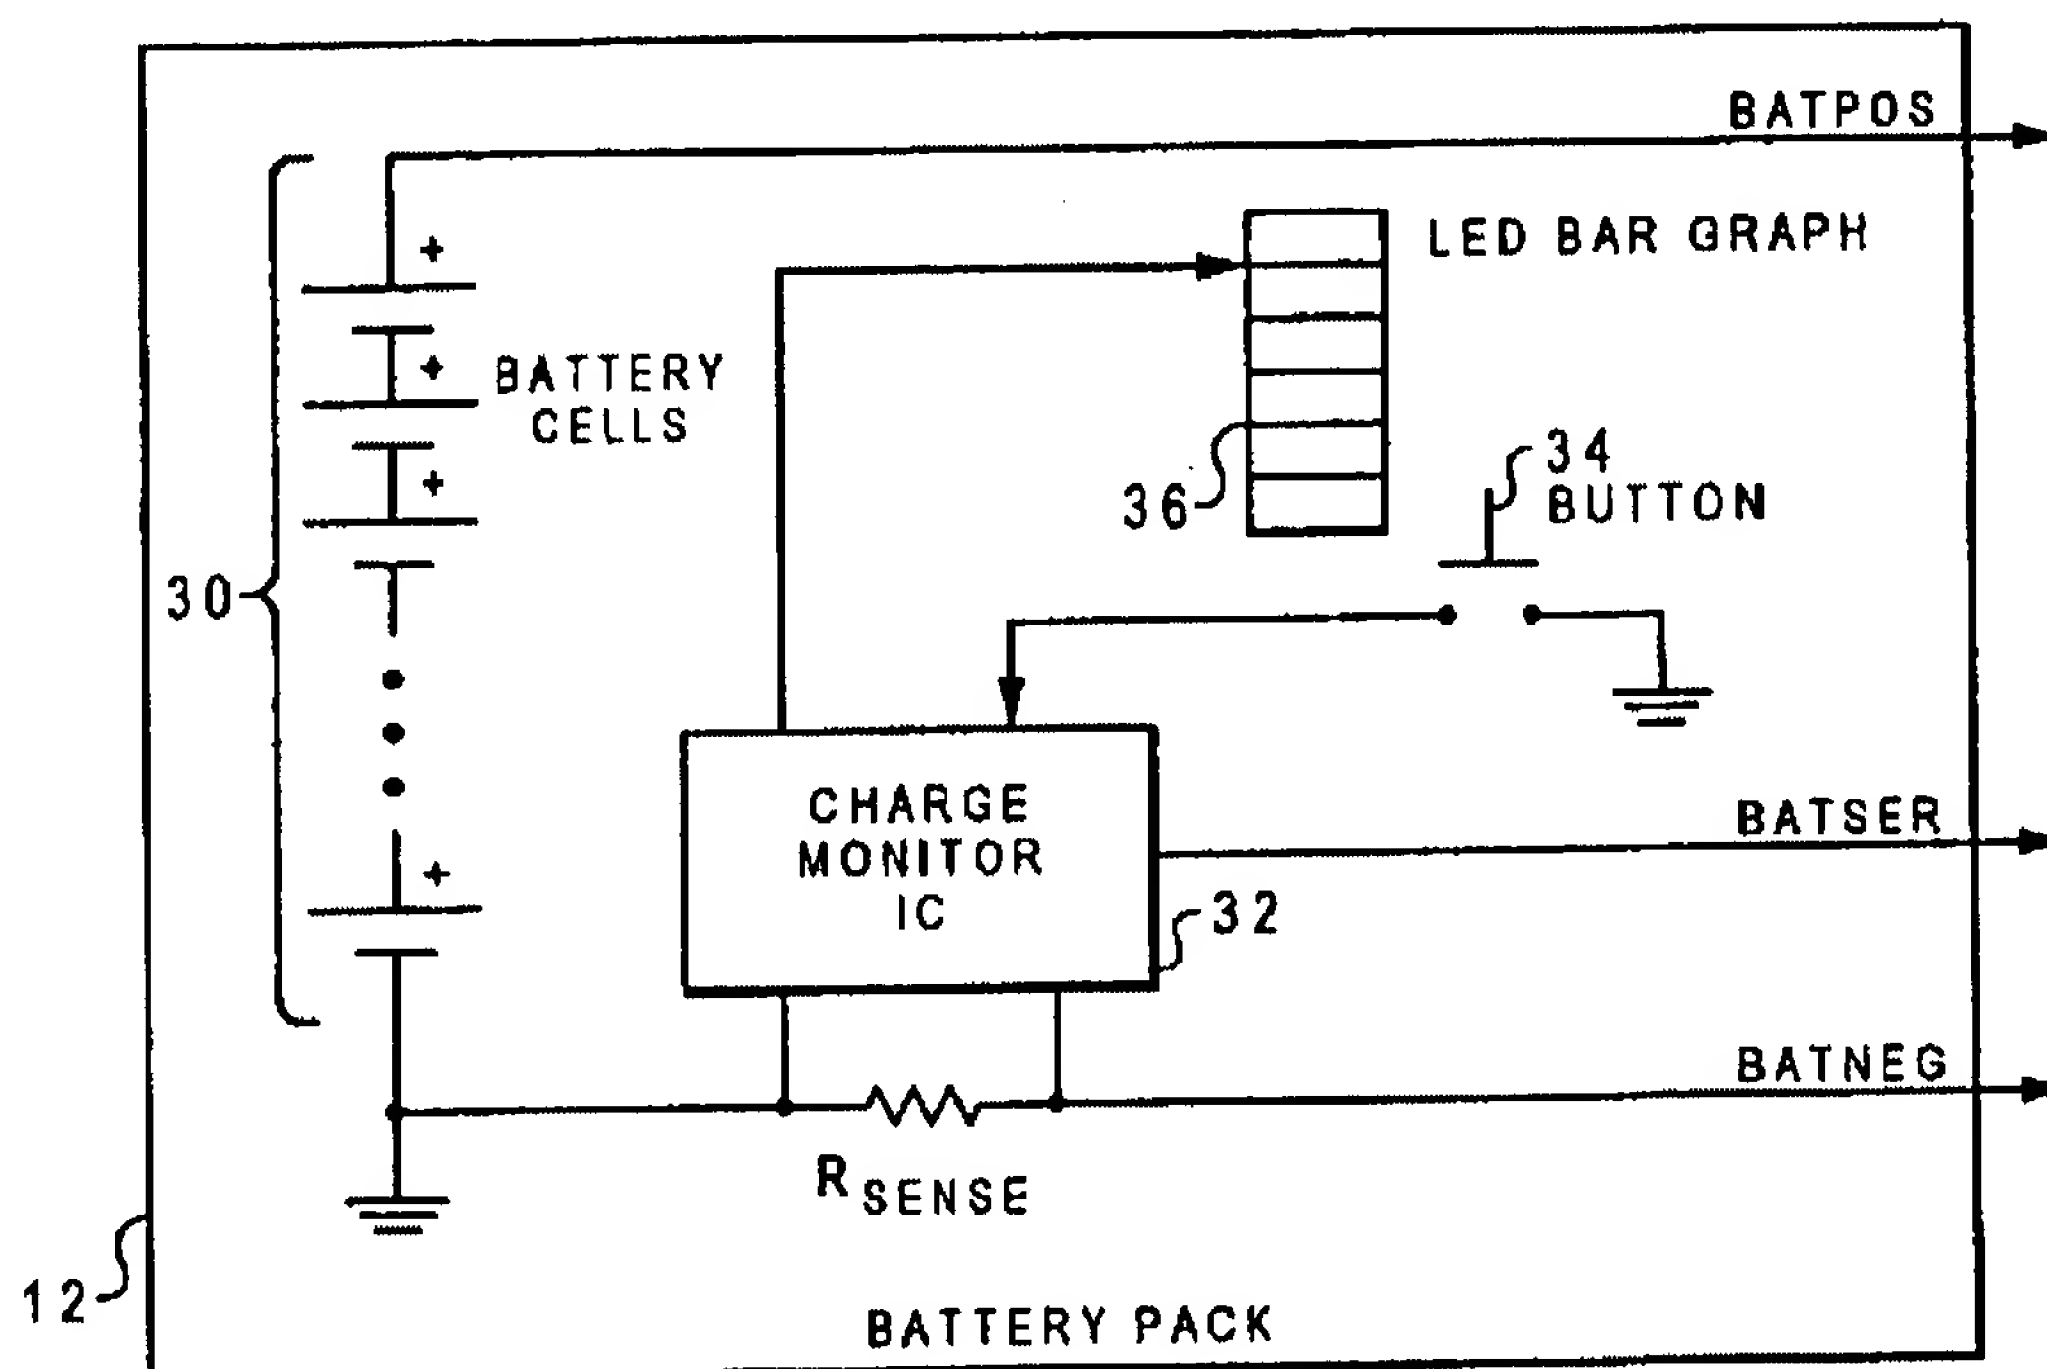 BATPOS
LED BAR GRAPH
+
+
BATTERY
CELLS
+
34
BUTTON
36
30
CHARGE
MONITOR
IC
BATSER
+
32
BATNEG
R SENSE
12
BATTERY PACK